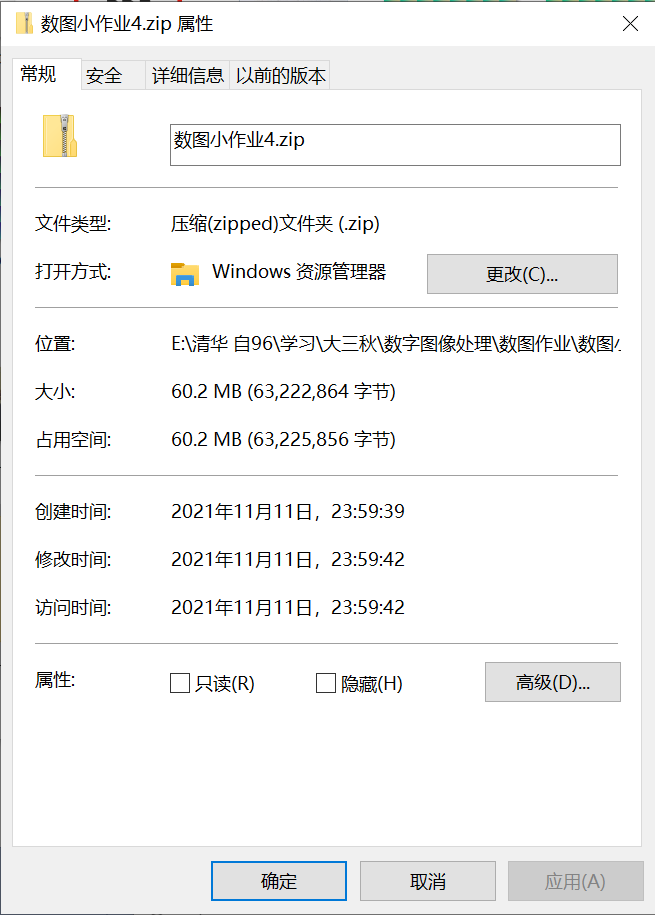 数图小作业4.zip 属性
常规 安全 详细信息 以前的版本
数图小作业4.zip
文件类型: 压缩(zipped)文件夹 (.zip)
打开方式: Windows 资源管理器 更改(C)...
位置: E:\清华 自96\学习\大三秋\数字图像处理\数图作业\数图
大小: 60.2 MB (63,222,864 字节)
占用空间: 60.2 MB (63,225,856 字节)
创建时间: 2021年11月11日，23:59:39
修改时间: 2021年11月11日，23:59:42
访问时间: 2021年11月11日，23:59:42
属性: 只读(R) 隐藏(H) 高级(D)...
确定 取消 应用(A)